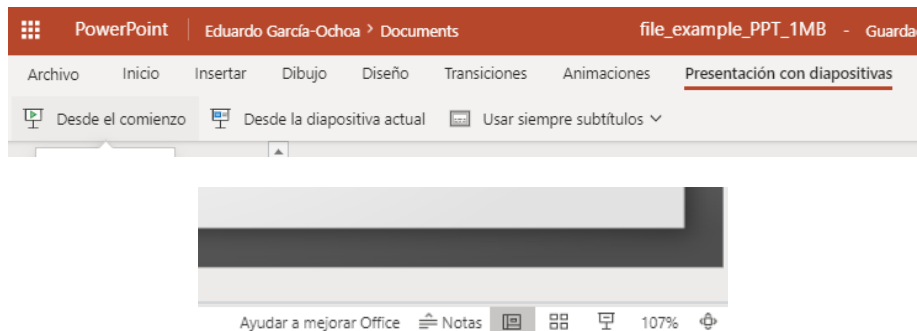 PowerPoint Eduardo García-Ochoa > Documents file_example_PPT_1MB - Guarda
Archivo Inicio Insertar Dibujo Diseño Transiciones Animaciones Presentación con diapositivas
Desde el comienzo Desde la diapositiva actual Usar siempre subtítulos
Ayudar a mejorar Office Notas 107%